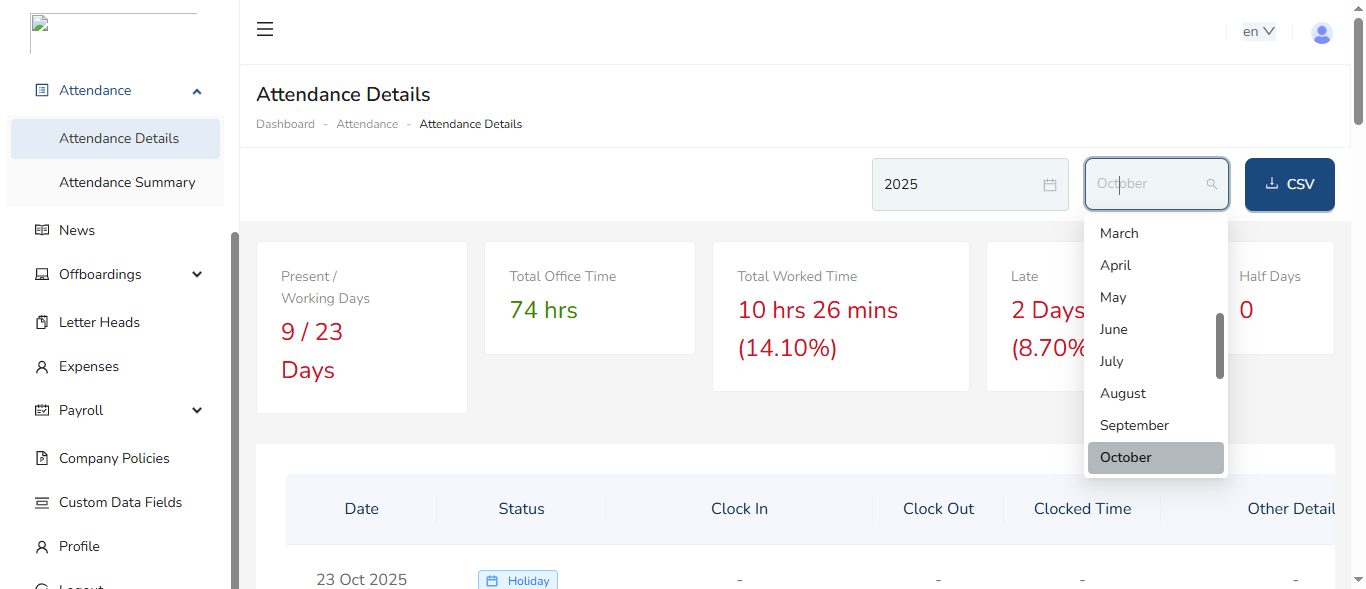 en
Attendance
Attendance Details
Attendance Summary
News
Offboardings
Letter Heads
Expenses
Payroll
Company Policies
Custom Data Fields
Profile
Logout
Attendance Details
Dashboard - Attendance - Attendance Details
2025
October
CSV
March
April
May
June
July
August
September
October
Present /
Working Days
9 / 23
Days
Total Office Time
74 hrs
Total Worked Time
10 hrs 26 mins
(14.10%)
Late
2 Days
(8.70%
Half Days
0
Date Status Clock In Clock Out Clocked Time Other Detail
23 Oct 2025 Holiday - - - -